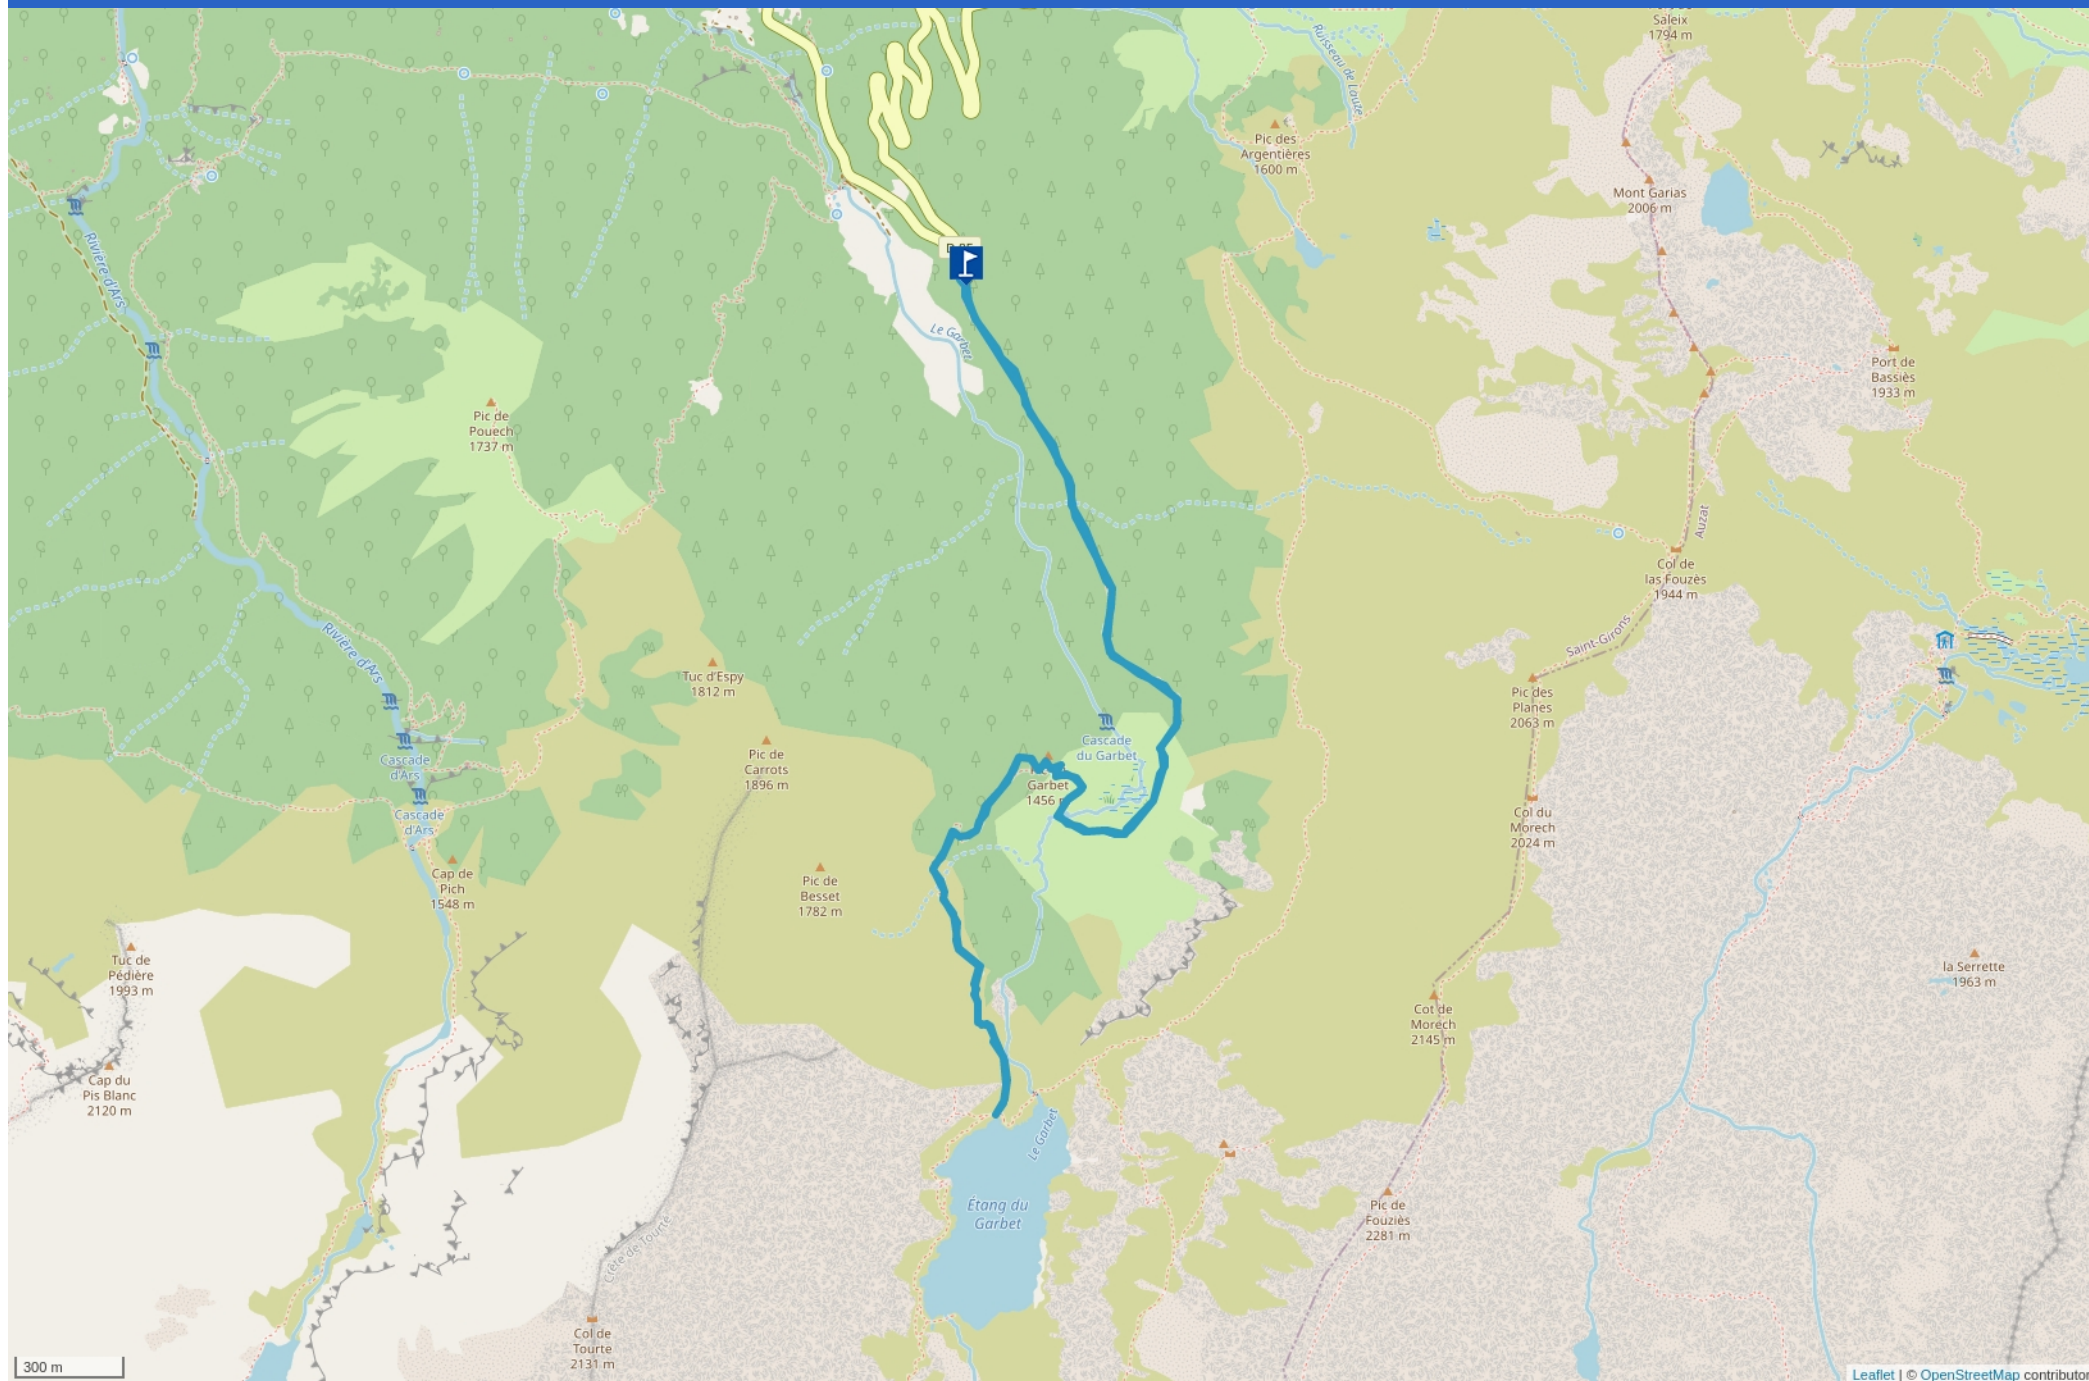 Saleix
1794 m
Ruisseau de Lauze
Pic des
Argentières
1600 m
Mont Garias
2006 m
Rivière d'Ars
Le Garbet
Port de
Bassiès
1933 m
Pic de
Pouech
1737 m
Auzat
Col de
las Fouzès
1944 m
Saint-Girons
Rivière d'Ars
Tuc d'Espy
1812 m
Pic des
Planes
2063 m
Cascade
du Garbet
Pic de
Carrots
1896 m
Cascade
d'Ars
Garbet
1456
Cascade
d'Ars
Col du
Morech
2024 m
Cap de
Pich
1548 m
Pic de
Besset
1782 m
Tuc de
Pédière
1993 m
la Serrette
1963 m
Cot de
Morech
2145 m
Cap du
Pis Blanc
2120 m
Le Garbet
Étang du
Garbet
Pic de
Fouziès
2281 m
Crête de Tourte
Col de
Tourte
2131 m
300 m
Leaflet | © OpenStreetMap contributor